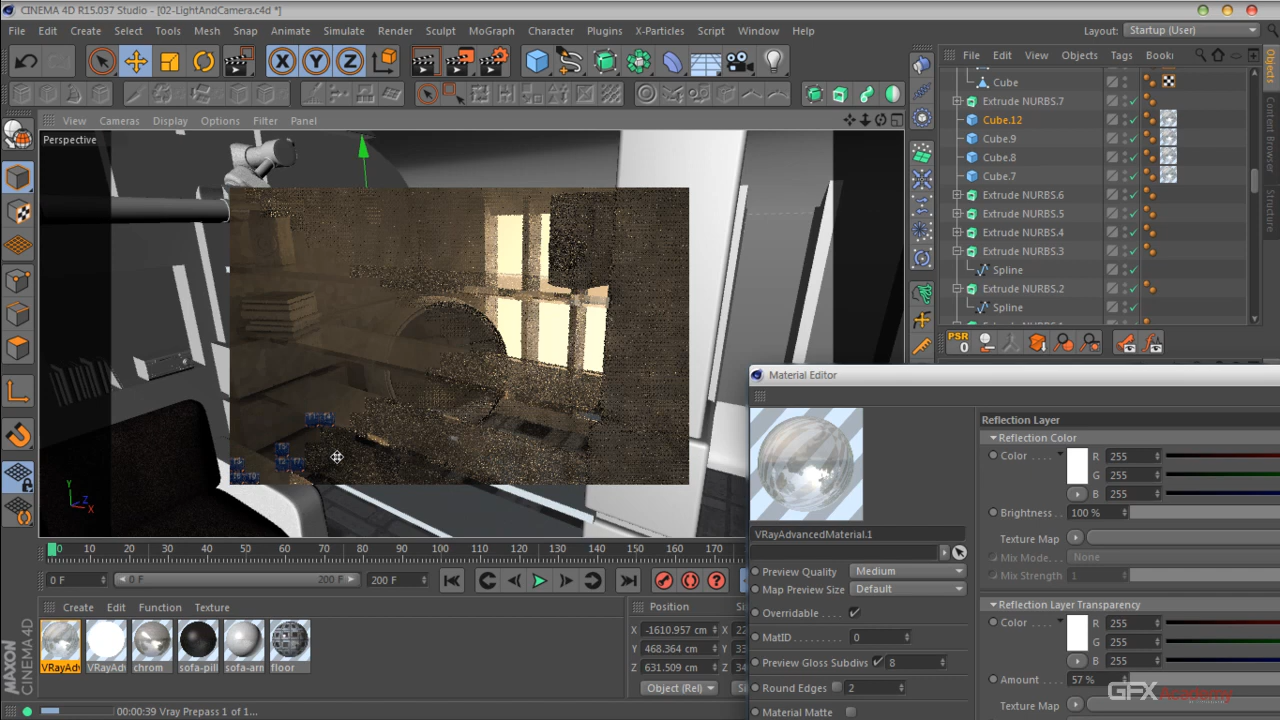 CINEMA 4D R15.037 Studio - [02-LightAndCamera.c4d *]
File Edit Create Select Tools Mesh Snap Animate Simulate Render Sculpt MoGraph Character Plugins X-Particles Script Window Help
Layout: Startup (User)
File Edit View Objects Tags Booki
View Cameras Display Options Filter Panel
Perspective
Cube
Extrude NURBS.7
Cube.12
Cube.9
Cube.8
Cube.7
Extrude NURBS.6
Extrude NURBS.5
Extrude NURBS.4
Extrude NURBS.3
Spline
Extrude NURBS.2
Spline
Objects
Content Browser
Structure
PSR
0
Material Editor
Reflection Layer
Reflection Color
Color R 255
G 255
B 255
Brightness 100 %
Texture Map
Mix Mode None
Mix Strength 1
Reflection Layer Transparency
Color R 255
G 255
B 255
Amount 57 %
Texture Map
VRayAdvancedMaterial.1
Preview Quality Medium
Map Preview Size Default
Overridable
MatID 0
Preview Gloss Subdivs 8
Round Edges 2
Material Matte
Y
Z
X
0 10 20 30 40 50 60 70 80 90 100 110 120 130 140 150 160 170
0 F 0 F 200 F 200 F
Create Edit Function Texture
VRayAdv VRayAdv chrom sofa-pill sofa-arn floor
Position
X -1610.957 cm
Y 468.364 cm
Z 631.509 cm
Object (Rel)
MAXON
CINEMA 4D
00:00:39 Vray Prepass 1 of 1...
GFX Academy